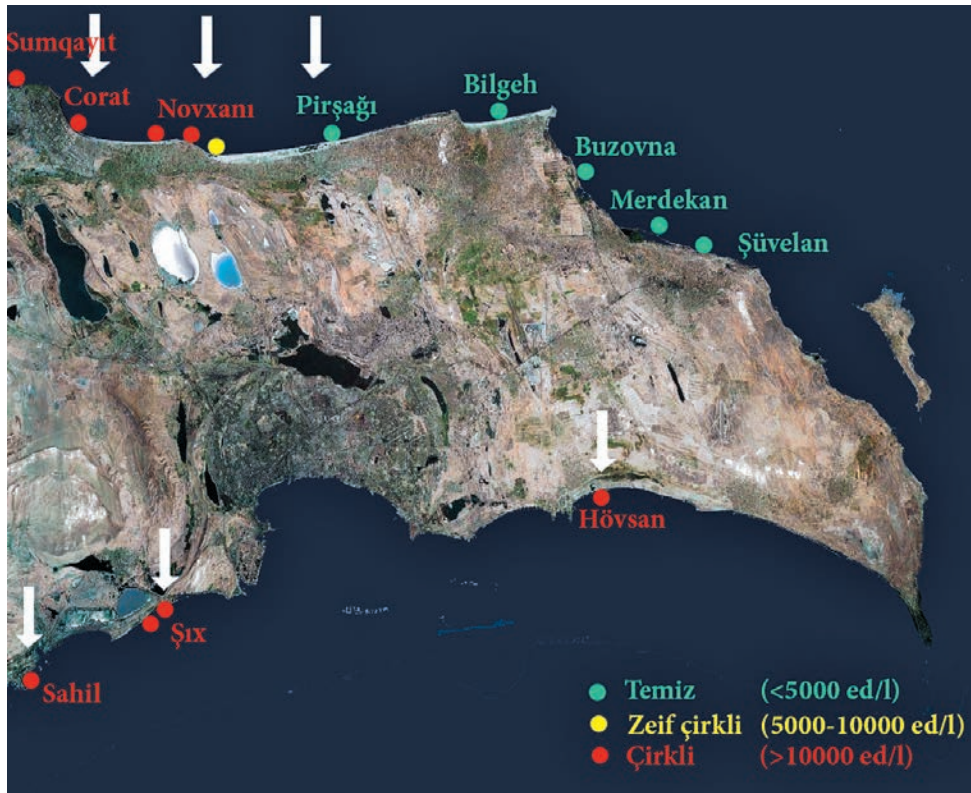 Sumqayıt
Corat
Novxanı
Pirşağı
Bilgeh
Buzovna
Merdekan
Şüvelan
Hövsan
Şıx
Sahil
Temiz (<5000 ed/l)
Zeif çirkli (5000-10000 ed/l)
Çirkli (>10000 ed/l)